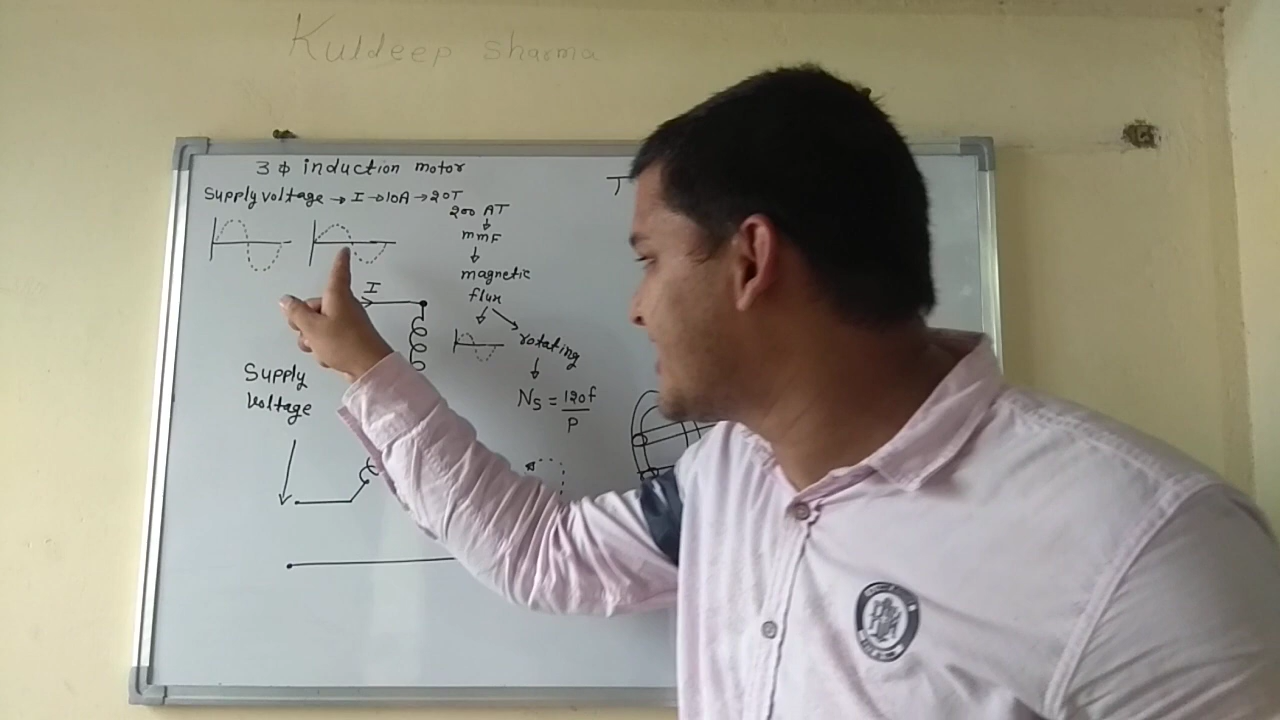 Kuldeep Sharma
3 φ induction motor
Supply voltage → I → 10A → 20T
200 AT
mmF
magnetic
flux
rotating
Ns = 120f
P
I
Supply
Voltage
T